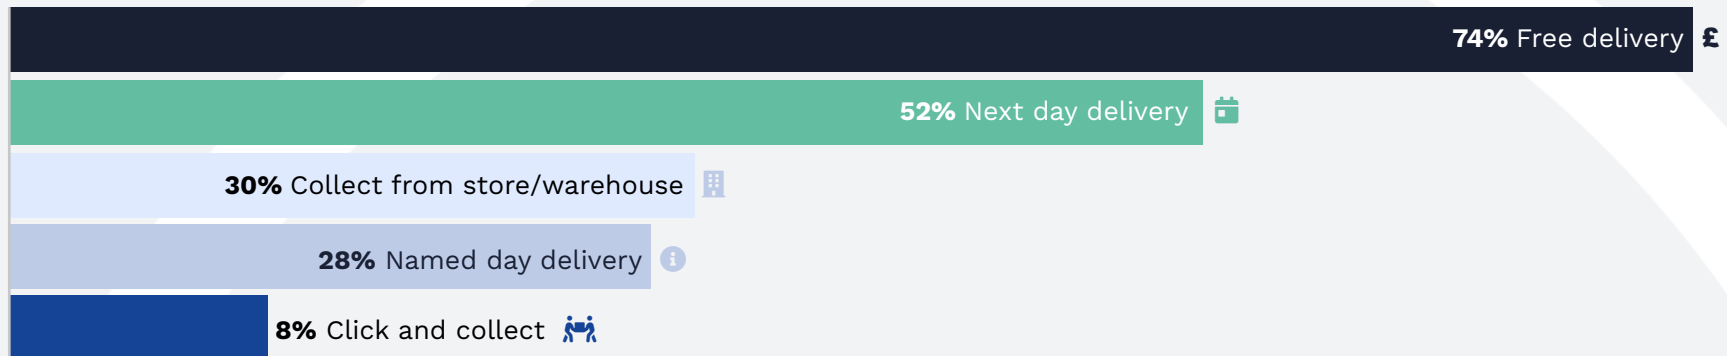 74% Free delivery £
52% Next day delivery
30% Collect from store/warehouse
28% Named day delivery
8% Click and collect